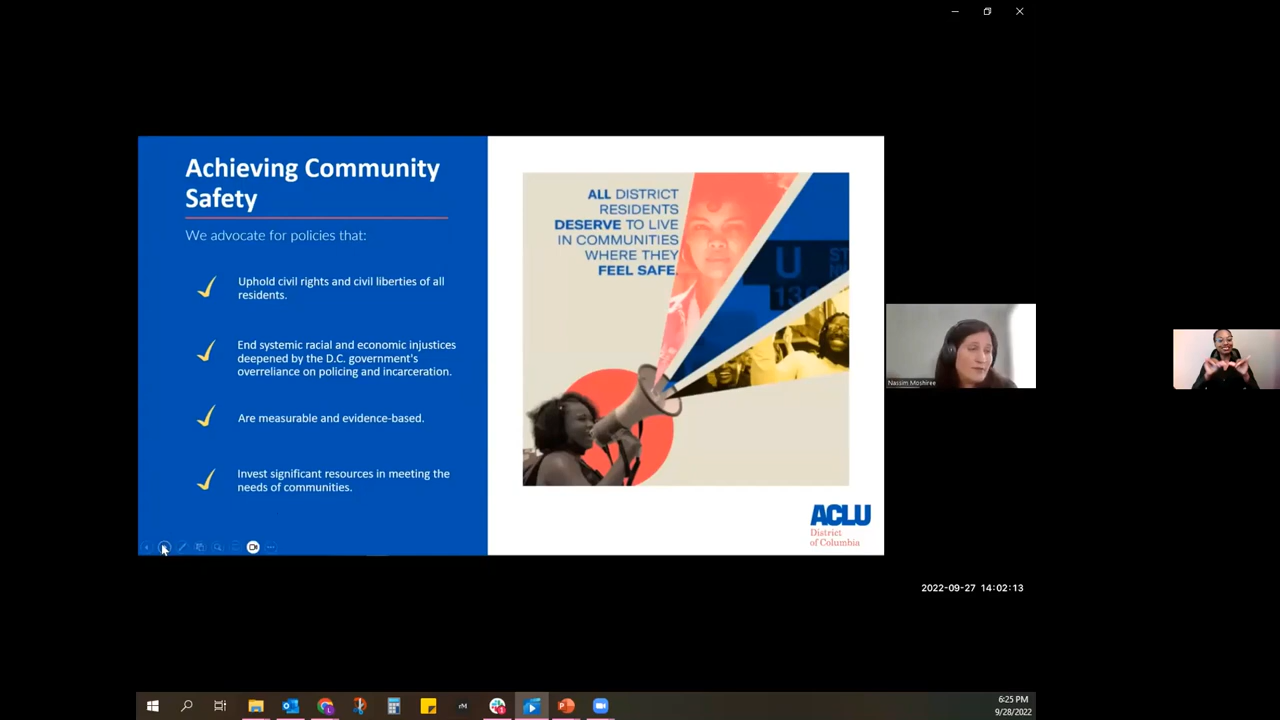 Achieving Community
Safety
We advocate for policies that:
Uphold civil rights and civil liberties of all
residents.
End systemic racial and economic injustices
deepened by the D.C. government's
overreliance on policing and incarceration.
Are measurable and evidence-based.
Invest significant resources in meeting the
needs of communities.
ALL DISTRICT
RESIDENTS
DESERVE TO LIVE
IN COMMUNITIES
WHERE THEY
FEEL SAFE.
U ST
13
ACLU
District
of Columbia
Nassim Moshiree
2022-09-27 14:02:13
6:25 PM
9/28/2022